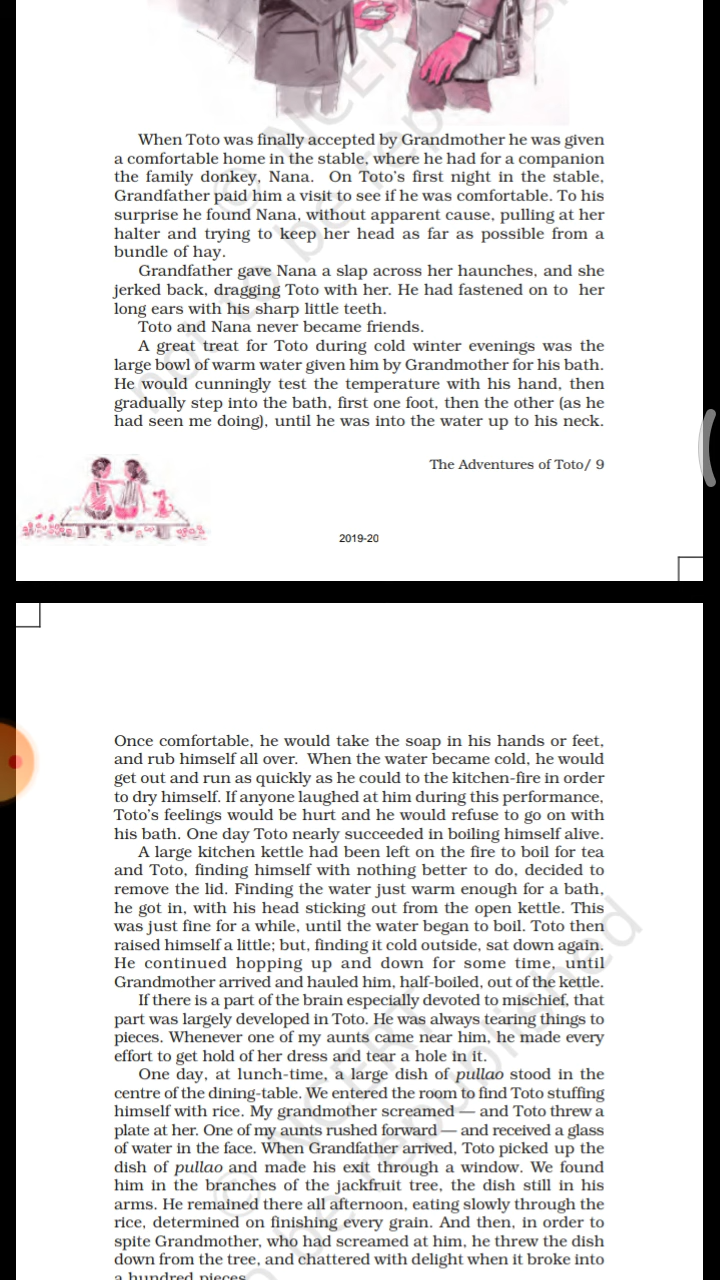 When Toto was finally accepted by Grandmother he was given
a comfortable home in the stable, where he had for a companion
the family donkey, Nana. On Toto's first night in the stable,
Grandfather paid him a visit to see if he was comfortable. To his
surprise he found Nana, without apparent cause, pulling at her
halter and trying to keep her head as far as possible from a
bundle of hay.
Grandfather gave Nana a slap across her haunches, and she
jerked back, dragging Toto with her. He had fastened on to her
long ears with his sharp little teeth.
Toto and Nana never became friends.
A great treat for Toto during cold winter evenings was the
large bowl of warm water given him by Grandmother for his bath.
He would cunningly test the temperature with his hand, then
gradually step into the bath, first one foot, then the other (as he
had seen me doing), until he was into the water up to his neck.
The Adventures of Toto/ 9
2019-20
Once comfortable, he would take the soap in his hands or feet,
and rub himself all over. When the water became cold, he would
get out and run as quickly as he could to the kitchen-fire in order
to dry himself. If anyone laughed at him during this performance,
Toto's feelings would be hurt and he would refuse to go on with
his bath. One day Toto nearly succeeded in boiling himself alive.
A large kitchen kettle had been left on the fire to boil for tea
and Toto, finding himself with nothing better to do, decided to
remove the lid. Finding the water just warm enough for a bath,
he got in, with his head sticking out from the open kettle. This
was just fine for a while, until the water began to boil. Toto then
raised himself a little; but, finding it cold outside, sat down again.
He continued hopping up and down for some time, until
Grandmother arrived and hauled him, half-boiled, out of the kettle.
If there is a part of the brain especially devoted to mischief, that
part was largely developed in Toto. He was always tearing things to
pieces. Whenever one of my aunts came near him, he made every
effort to get hold of her dress and tear a hole in it.
One day, at lunch-time, a large dish of pullao stood in the
centre of the dining-table. We entered the room to find Toto stuffing
himself with rice. My grandmother screamed — and Toto threw a
plate at her. One of my aunts rushed forward — and received a glass
of water in the face. When Grandfather arrived, Toto picked up the
dish of pullao and made his exit through a window. We found
him in the branches of the jackfruit tree, the dish still in his
arms. He remained there all afternoon, eating slowly through the
rice, determined on finishing every grain. And then, in order to
spite Grandmother, who had screamed at him, he threw the dish
down from the tree, and chattered with delight when it broke into
a hundred pieces.
© NCERT
not to be republished
© NCERT
to be republished